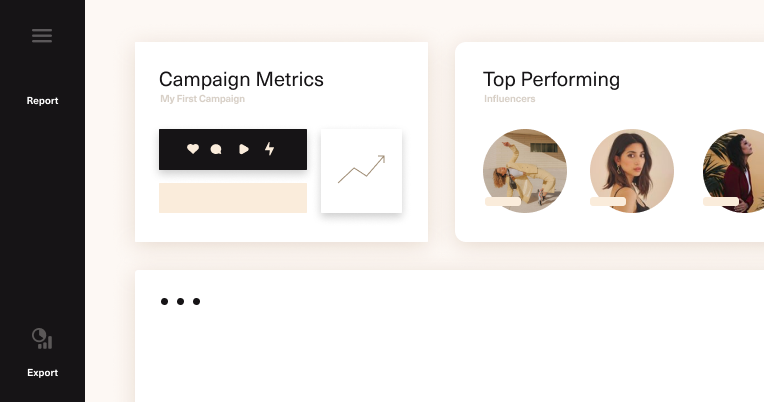 Report
Export
Campaign Metrics
My First Campaign
Top Performing
Influencers